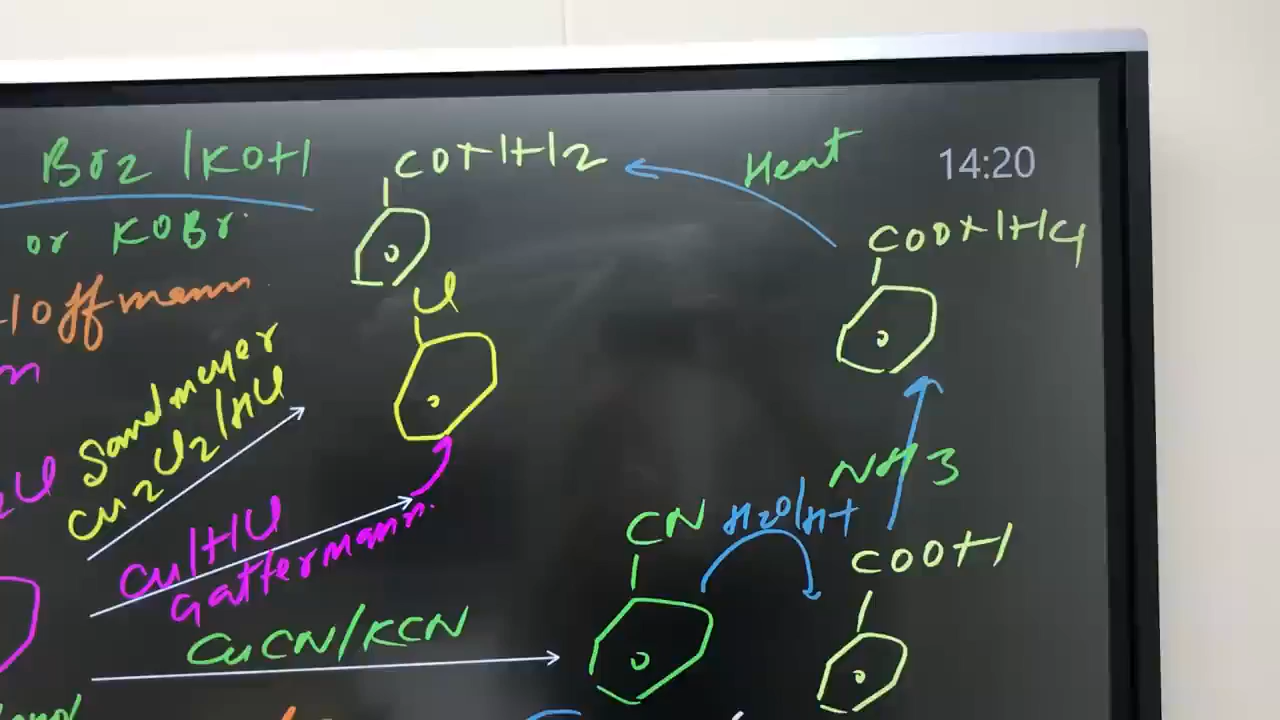 Br2 / KOH
CONH2
Heat
14:20
or KOBr.
COONH4
Hoffmann
Cl
Sandmeyer
Cu2Cl2/HCl
NH3
Cu/HCl
Gattermann.
CN
H2O/H+
COOH
CuCN/KCN